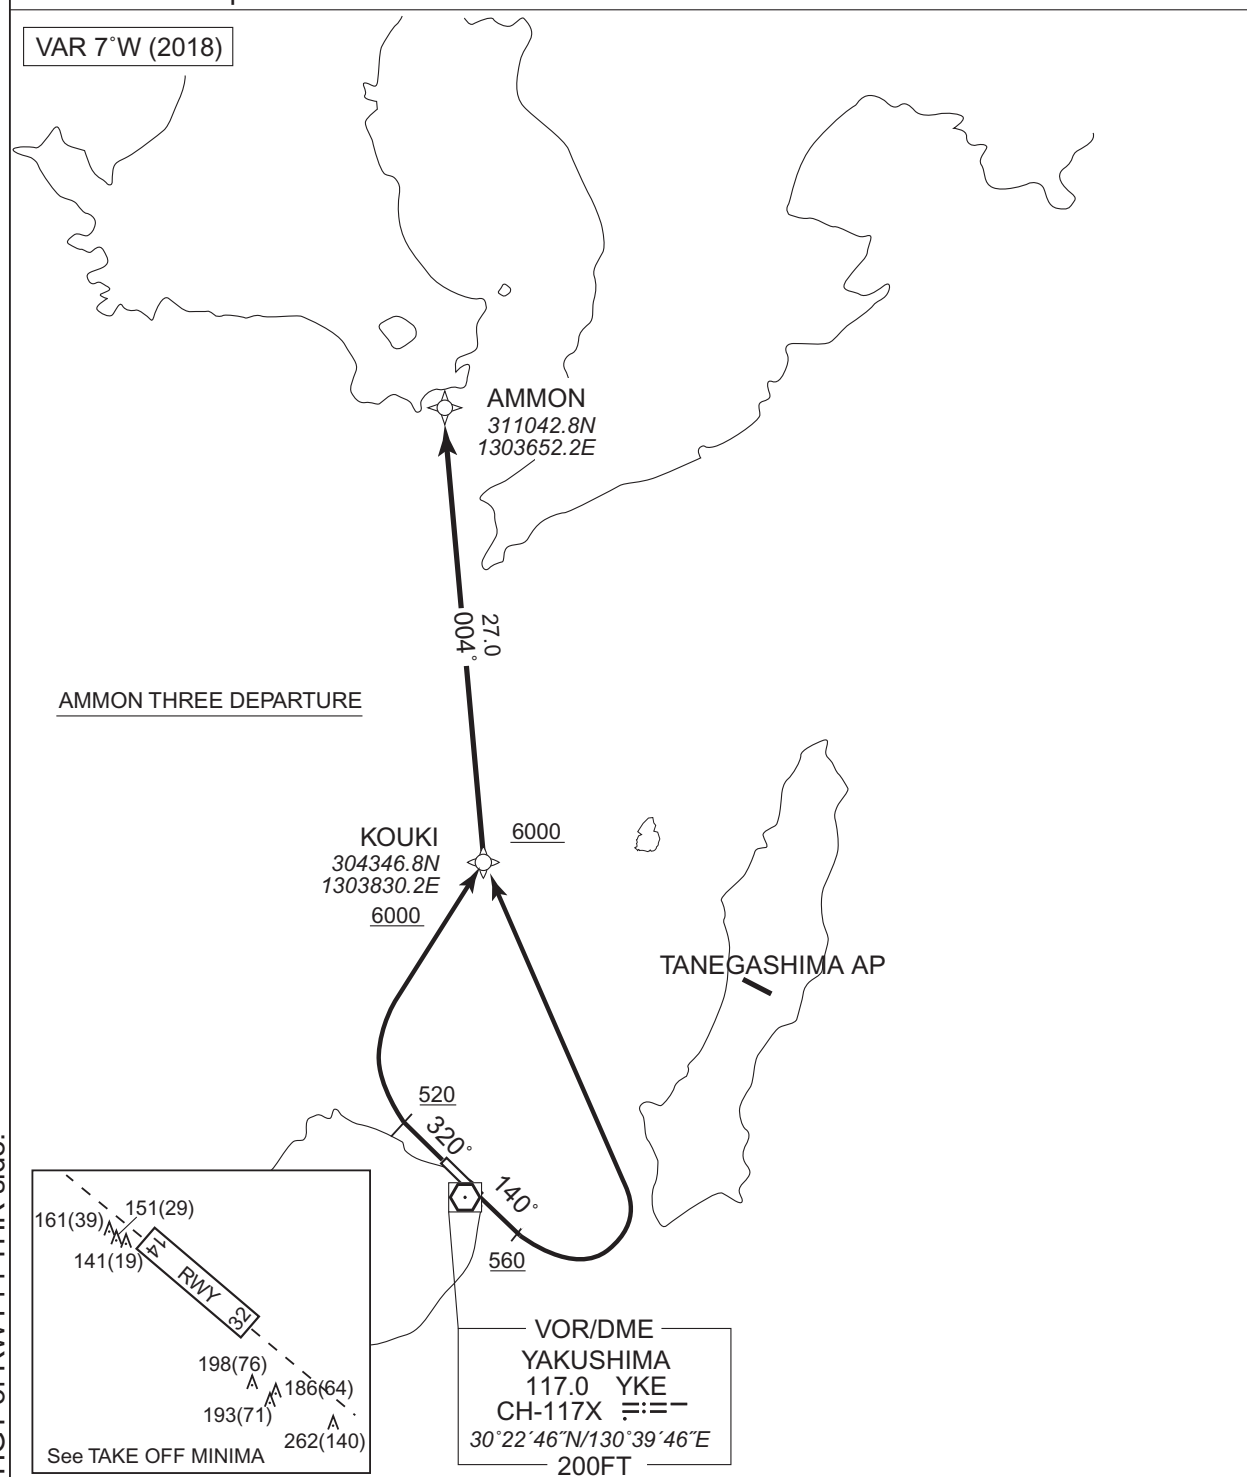 VAR 7˚W (2018)
AMMON
311042.8N
1303652.2E
27.0
004˚
AMMON THREE DEPARTURE
KOUKI
304346.8N
1303830.2E
6000
6000
TANEGASHIMA AP
520
320˚
140˚
560
161(39)
151(29)
141(19)
14
RWY
32
198(76)
186(64)
193(71)
262(140)
See TAKE OFF MINIMA
VOR/DME
YAKUSHIMA
117.0 YKE
CH-117X
30˚22´46˝N/130˚39´46˝E
200FT